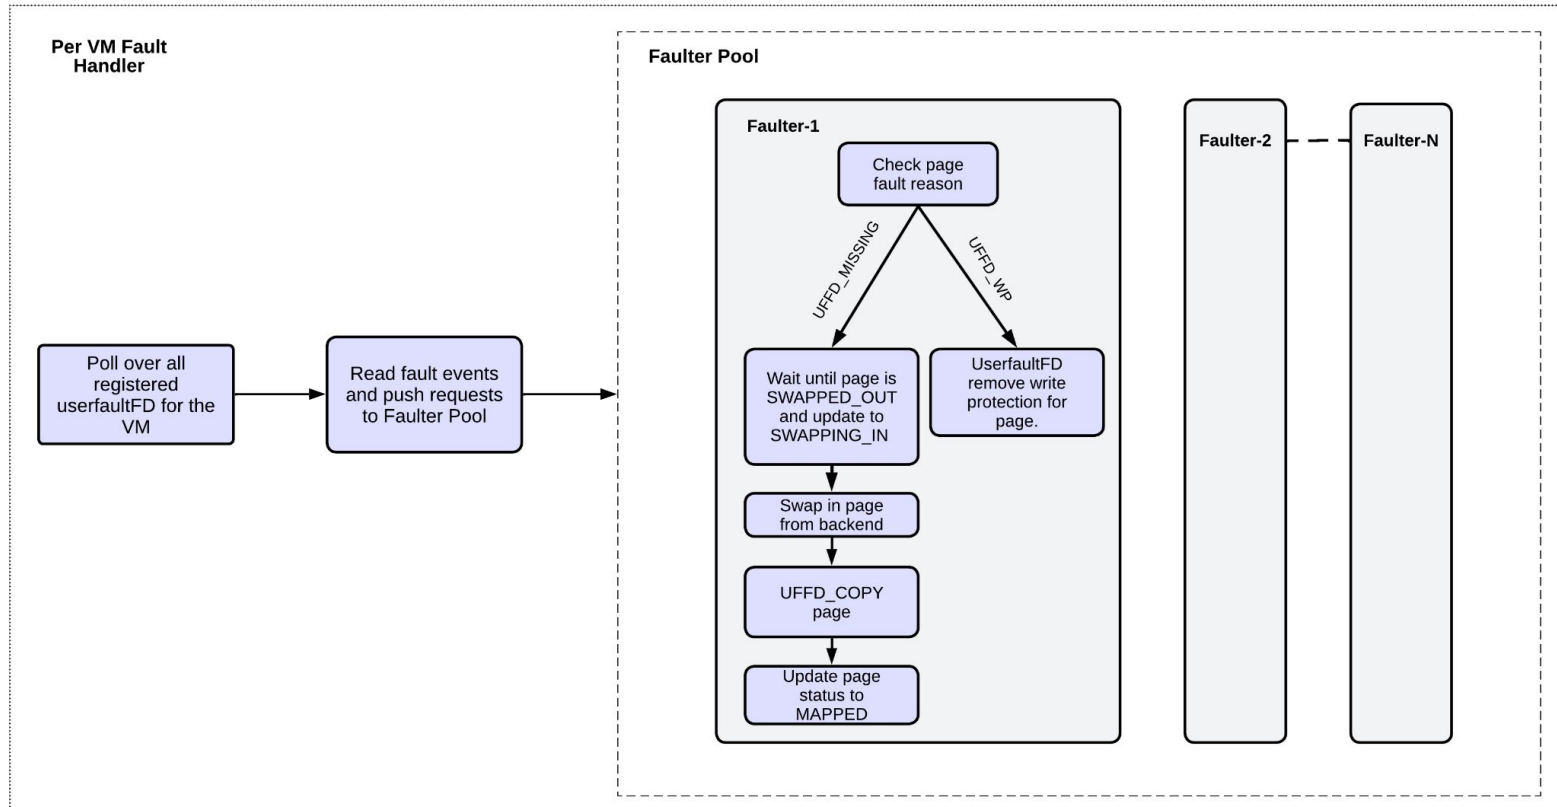 Per VM Fault
Handler
Faulter Pool
Faulter-1
Check page
fault reason
UFFD_MISSING
UFFD_WP
Poll over all
registered
userfaultFD for the
VM
Read fault events
and push requests
to Faulter Pool
Wait until page is
SWAPPED_OUT
and update to
SWAPPING_IN
UserfaultFD
remove write
protection for
page.
Swap in page
from backend
UFFD_COPY
page
Update page
status to
MAPPED
Faulter-2
Faulter-N